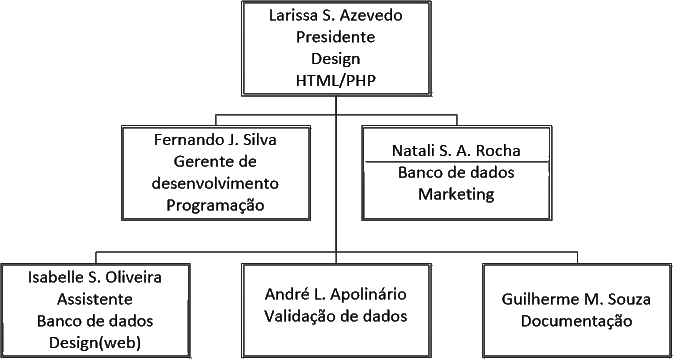 Larissa S. Azevedo
Presidente
Design
HTML/PHP
Fernando J. Silva
Gerente de
desenvolvimento
Programação
Natali S. A. Rocha
Banco de dados
Marketing
Isabelle S. Oliveira
Assistente
Banco de dados
Design(web)
André L. Apolinário
Validação de dados
Guilherme M. Souza
Documentação